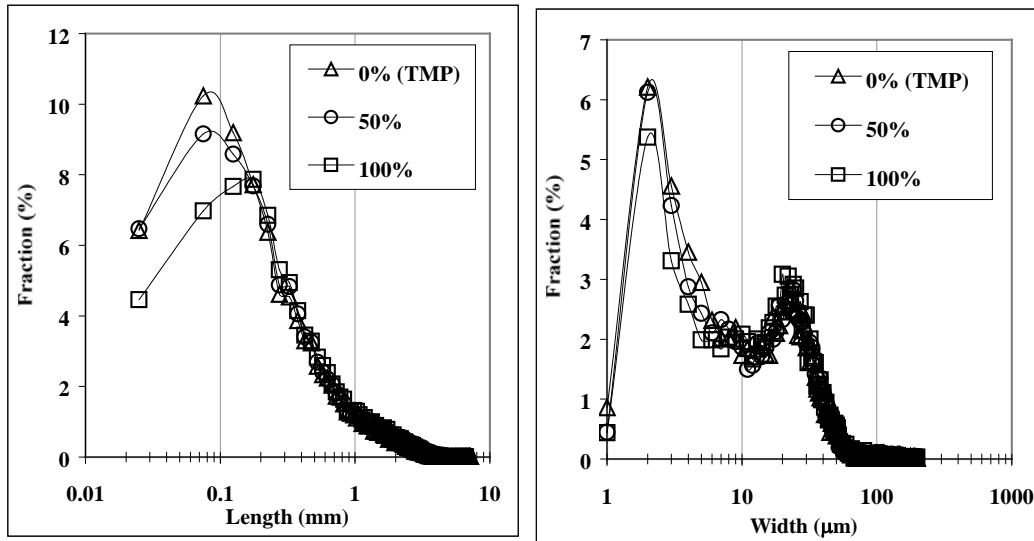 12
10
8
6
4
2
0
Fraction (%)
0% (TMP)
50%
100%
0.01 0.1 1 10
Length (mm)
7
6
5
4
3
2
1
0
Fraction (%)
0% (TMP)
50%
100%
1 10 100 1000
Width (μm)